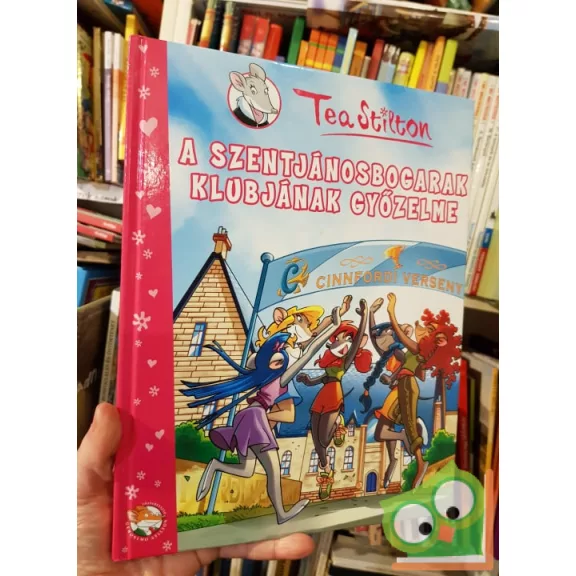 Tea Stilton
A SZENTJÁNOSBOGARAK
KLUBJÁNAK GYŐZELME
CINNFORDI VERSENY